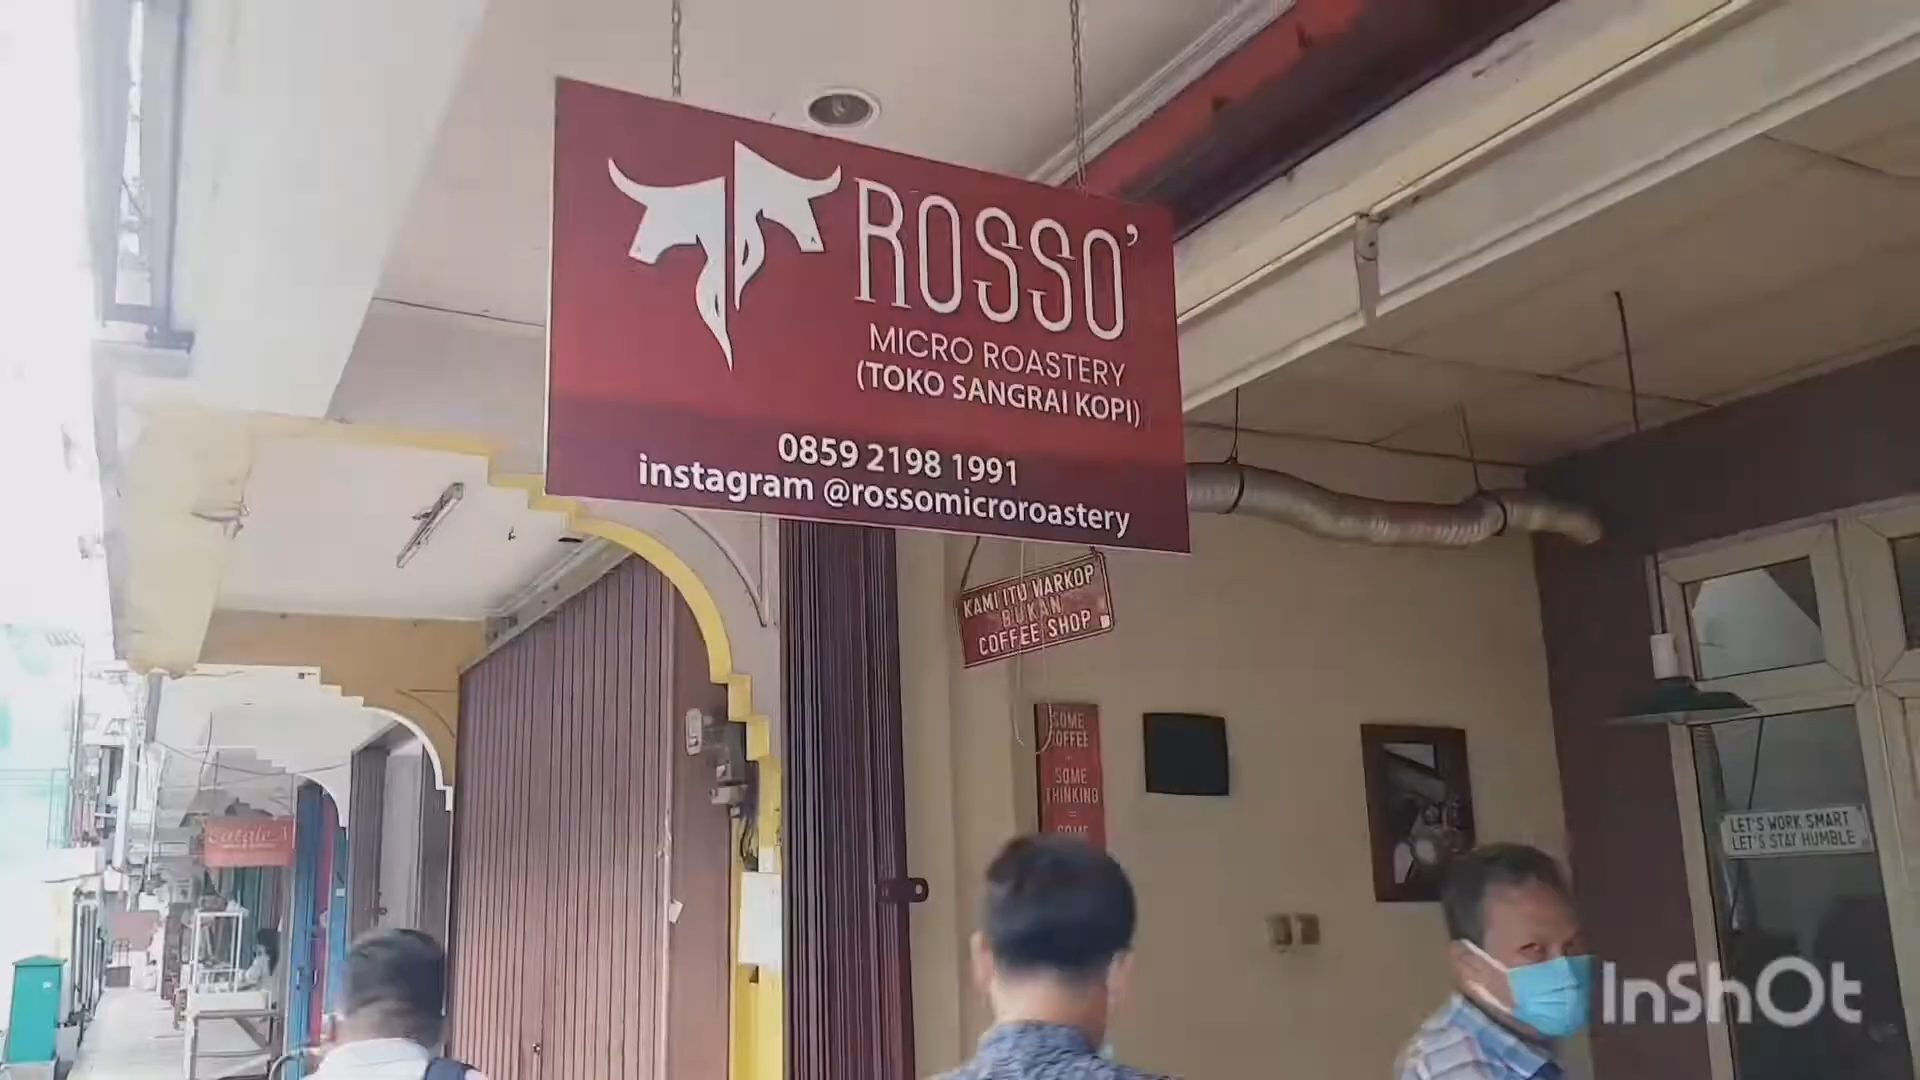 ROSSO'
MICRO ROASTERY
(TOKO SANGRAI KOPI)
0859 2198 1991
instagram @rossomicroroastery
KAMI ITU WARKOP
BUKAN
COFFEE SHOP
SOME
COFFEE
+
SOME
THINKING
=
SOME
LET'S WORK SMART
LET'S STAY HUMBLE
InShOt